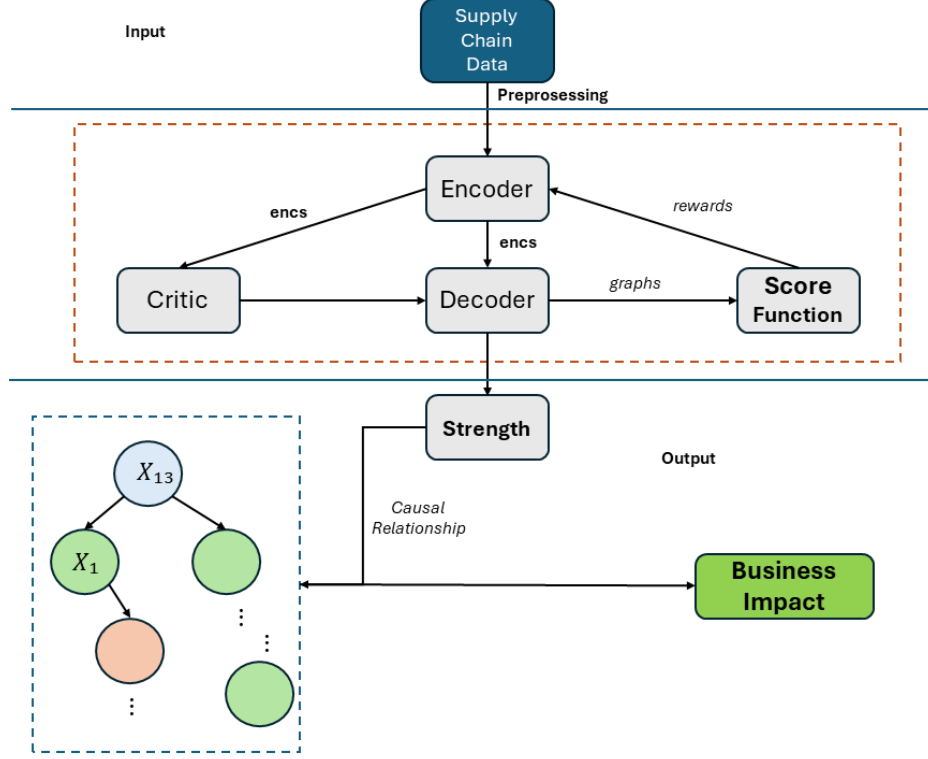 Input
Supply
Chain
Data
Preprosessing
Encoder
rewards
encs
encs
Critic
Decoder
graphs
Score
Function
Strength
Output
Causal
Relationship
X₁₃
X₁
⋮
⋮
⋮
Business
Impact